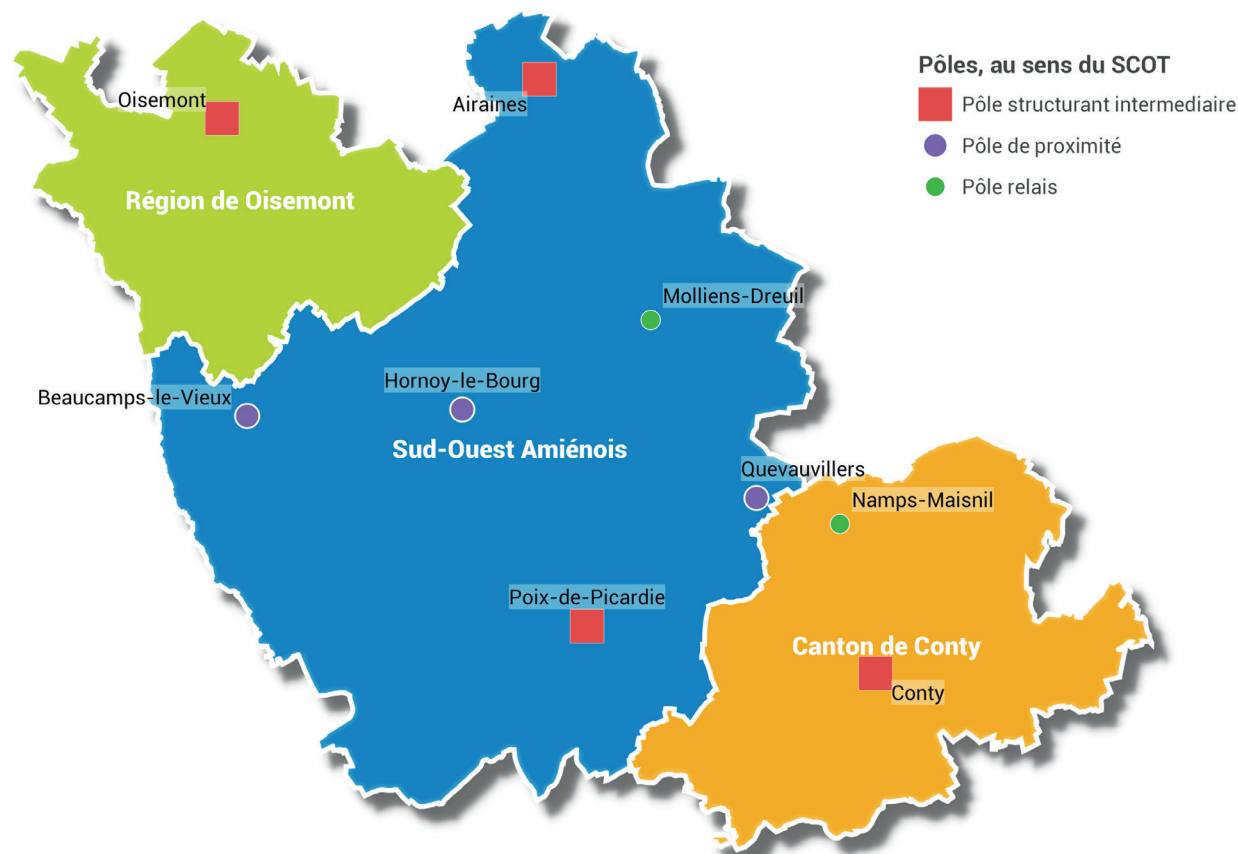 Pôles, au sens du SCOT
Pôle structurant intermediaire
Pôle de proximité
Pôle relais
Oisemont
Airaines
Région de Oisemont
Molliens-Dreuil
Hornoy-le-Bourg
Beaucamps-le-Vieux
Sud-Ouest Amiénois
Quevauvillers
Namps-Maisnil
Poix-de-Picardie
Canton de Conty
Conty